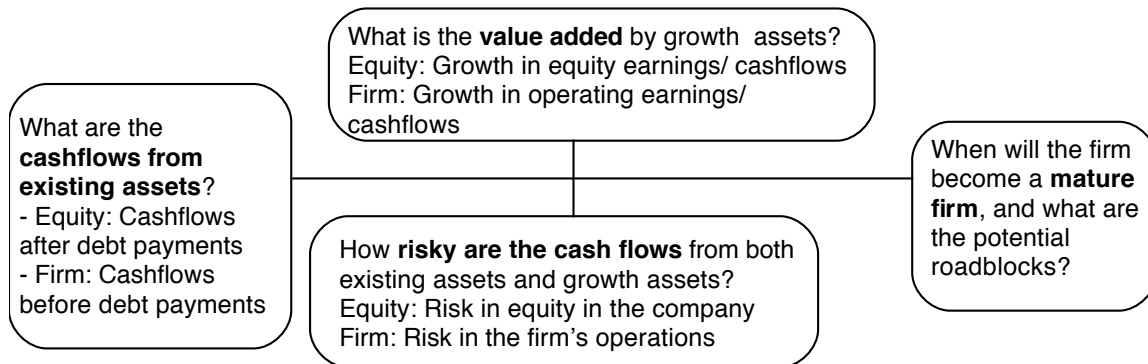 What is the value added by growth assets?
Equity: Growth in equity earnings/ cashflows
Firm: Growth in operating earnings/
cashflows
What are the
cashflows from
existing assets?
- Equity: Cashflows
after debt payments
- Firm: Cashflows
before debt payments
When will the firm
become a mature
firm, and what are
the potential
roadblocks?
How risky are the cash flows from both
existing assets and growth assets?
Equity: Risk in equity in the company
Firm: Risk in the firm’s operations